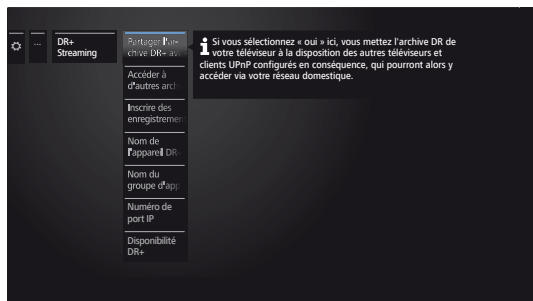 ...
DR+
Streaming
Partager l'ar-
chive DR+ av
Accéder à
d'autres arch
Inscrire des
enregistremen
Nom de
l'appareil DR+
Nom du
groupe d'app
Numéro de
port IP
Disponibilité
DR+
Si vous sélectionnez « oui » ici, vous mettez l'archive DR de
votre téléviseur à la disposition des autres téléviseurs et
clients UPnP configurés en conséquence, qui pourront alors y
accéder via votre réseau domestique.